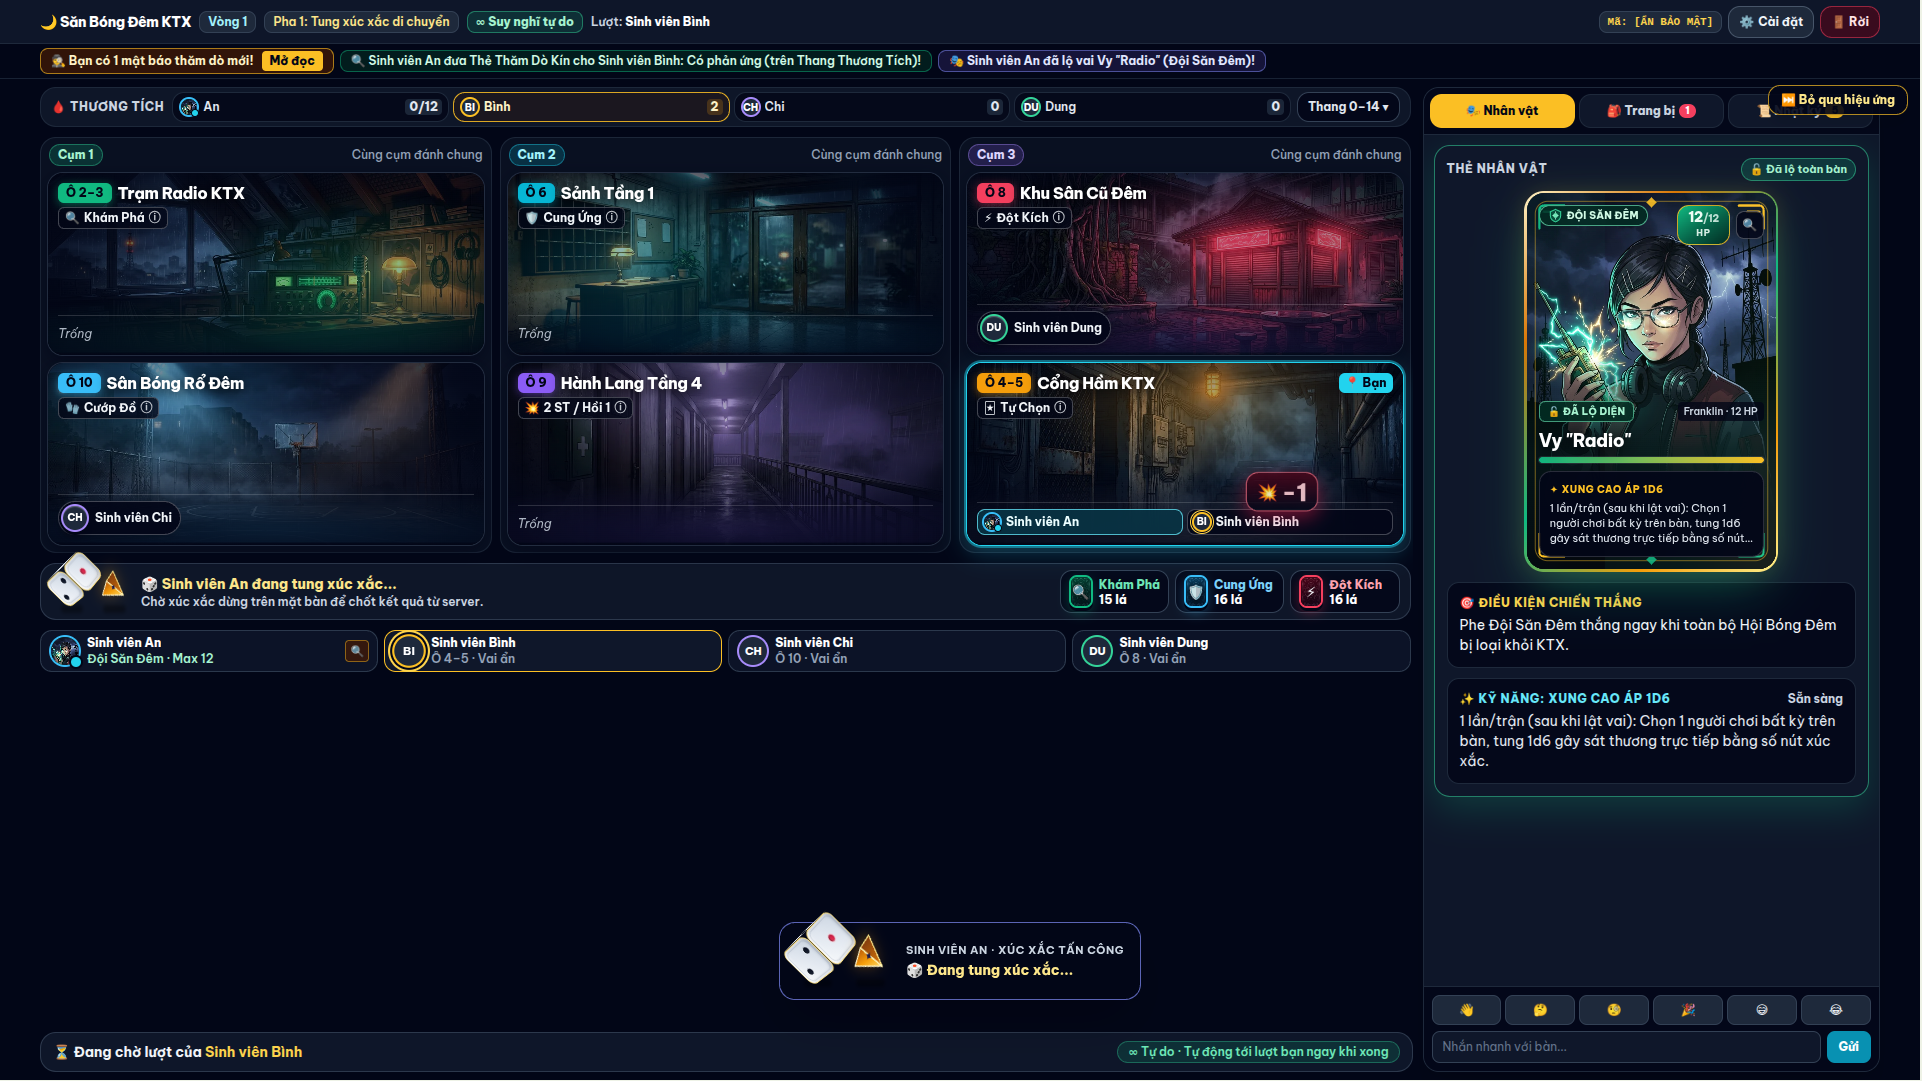 🌙 Săn Bóng Đêm KTX
Vòng 1
Pha 1: Tung xúc xắc di chuyển
∞ Suy nghĩ tự do
Lượt: Sinh viên Bình
Mã: [ẨN BẢO MẬT]
⚙️ Cài đặt
🚪 Rời
🕵️ Bạn có 1 mật báo thăm dò mới! Mở đọc
🔍 Sinh viên An đưa Thẻ Thăm Dò Kín cho Sinh viên Bình: Có phản ứng (trên Thang Thương Tích)!
🎭 Sinh viên An đã lộ vai Vy "Radio" (Đội Săn Đêm)!
🩸 THƯƠNG TÍCH
An 0/12
BI Bình 2
CH Chi 0
DU Dung 0
Thang 0–14 ▾
🎭 Nhân vật
🎒 Trang bị 1
⏩ Bỏ qua hiệu ứng
Cụm 1
Cùng cụm đánh chung
Ô 2–3 Trạm Radio KTX
🔍 Khám Phá ⓘ
Trống
Ô 10 Sân Bóng Rổ Đêm
🧤 Cướp Đồ ⓘ
CH Sinh viên Chi
Cụm 2
Cùng cụm đánh chung
Ô 6 Sảnh Tầng 1
🛡️ Cung Ứng ⓘ
Trống
Ô 9 Hành Lang Tầng 4
💥 2 ST / Hồi 1 ⓘ
Trống
Cụm 3
Cùng cụm đánh chung
Ô 8 Khu Sân Cũ Đêm
⚡ Đột Kích ⓘ
DU Sinh viên Dung
Ô 4–5 Cổng Hầm KTX
📍 Bạn
🃏 Tự Chọn ⓘ
💥 -1
Sinh viên An
BI Sinh viên Bình
🎲 Sinh viên An đang tung xúc xắc...
Chờ xúc xắc dừng trên mặt bàn để chốt kết quả từ server.
🔍 Khám Phá
15 lá
🛡️ Cung Ứng
16 lá
⚡ Đột Kích
16 lá
Sinh viên An
Đội Săn Đêm · Max 12
BI Sinh viên Bình
Ô 4–5 · Vai ẩn
CH Sinh viên Chi
Ô 10 · Vai ẩn
DU Sinh viên Dung
Ô 8 · Vai ẩn
SINH VIÊN AN · XÚC XẮC TẤN CÔNG
🎲 Đang tung xúc xắc...
⏳ Đang chờ lượt của Sinh viên Bình
∞ Tự do · Tự động tới lượt bạn ngay khi xong
THẺ NHÂN VẬT
🔓 Đã lộ toàn bàn
ĐỘI SĂN ĐÊM
12/12
HP
🔓 ĐÃ LỘ DIỆN
Franklin · 12 HP
Vy "Radio"
✦ XUNG CAO ÁP 1D6
1 lần/trận (sau khi lật vai): Chọn 1
người chơi bất kỳ trên bàn, tung 1d6
gây sát thương trực tiếp bằng số nút...
🎯 ĐIỀU KIỆN CHIẾN THẮNG
Phe Đội Săn Đêm thắng ngay khi toàn bộ Hội Bóng Đêm
bị loại khỏi KTX.
✨ KỸ NĂNG: XUNG CAO ÁP 1D6
Sẵn sàng
1 lần/trận (sau khi lật vai): Chọn 1 người chơi bất kỳ trên
bàn, tung 1d6 gây sát thương trực tiếp bằng số nút xúc
xắc.
Nhắn nhanh với bàn...
Gửi